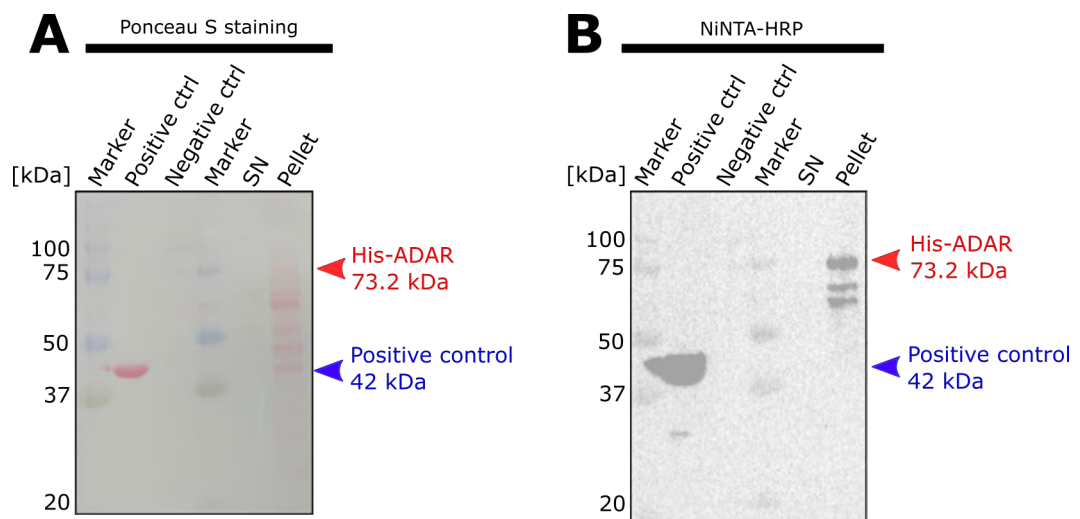 A
Ponceau S staining
Marker
Positive ctrl
Negative ctrl
Marker
SN
Pellet
[kDa]
100
75
50
37
20
His-ADAR
73.2 kDa
Positive control
42 kDa
B
NiNTA-HRP
Marker
Positive ctrl
Negative ctrl
Marker
SN
Pellet
[kDa]
100
75
50
37
20
His-ADAR
73.2 kDa
Positive control
42 kDa